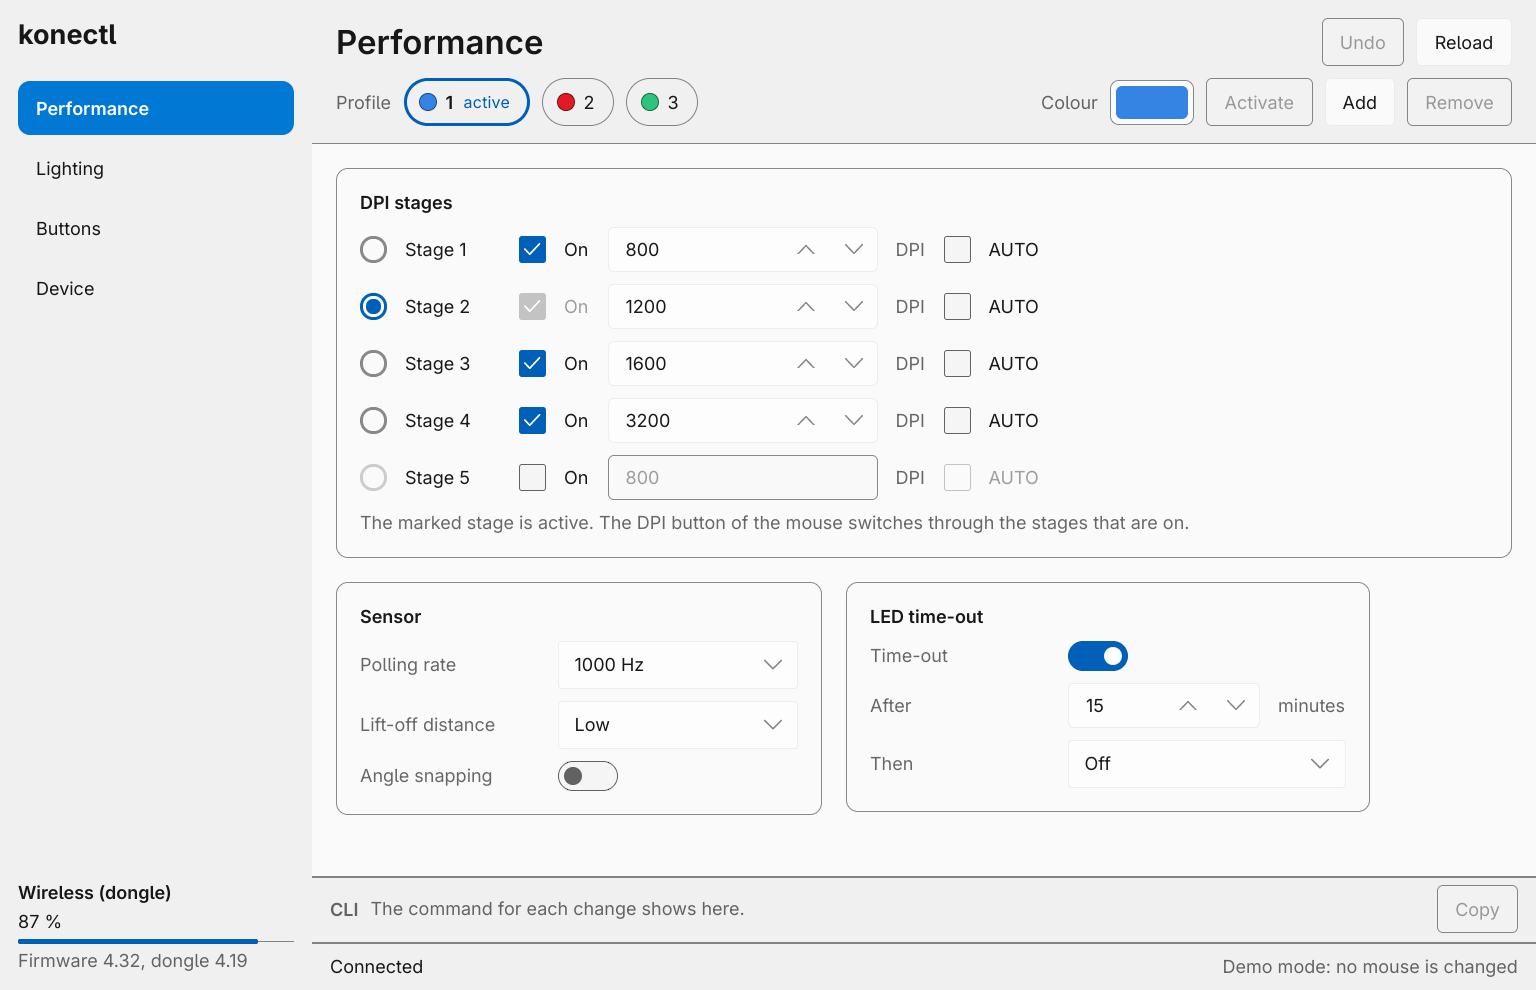 konectl
Performance
Lighting
Buttons
Device
Wireless (dongle)
87 %
Firmware 4.32, dongle 4.19
Performance
Undo Reload
Profile 1 active 2 3 Colour Activate Add Remove
DPI stages
Stage 1 On 800 DPI AUTO
Stage 2 On 1200 DPI AUTO
Stage 3 On 1600 DPI AUTO
Stage 4 On 3200 DPI AUTO
Stage 5 On 800 DPI AUTO
The marked stage is active. The DPI button of the mouse switches through the stages that are on.
Sensor
Polling rate 1000 Hz
Lift-off distance Low
Angle snapping
LED time-out
Time-out
After 15 minutes
Then Off
CLI The command for each change shows here. Copy
Connected Demo mode: no mouse is changed